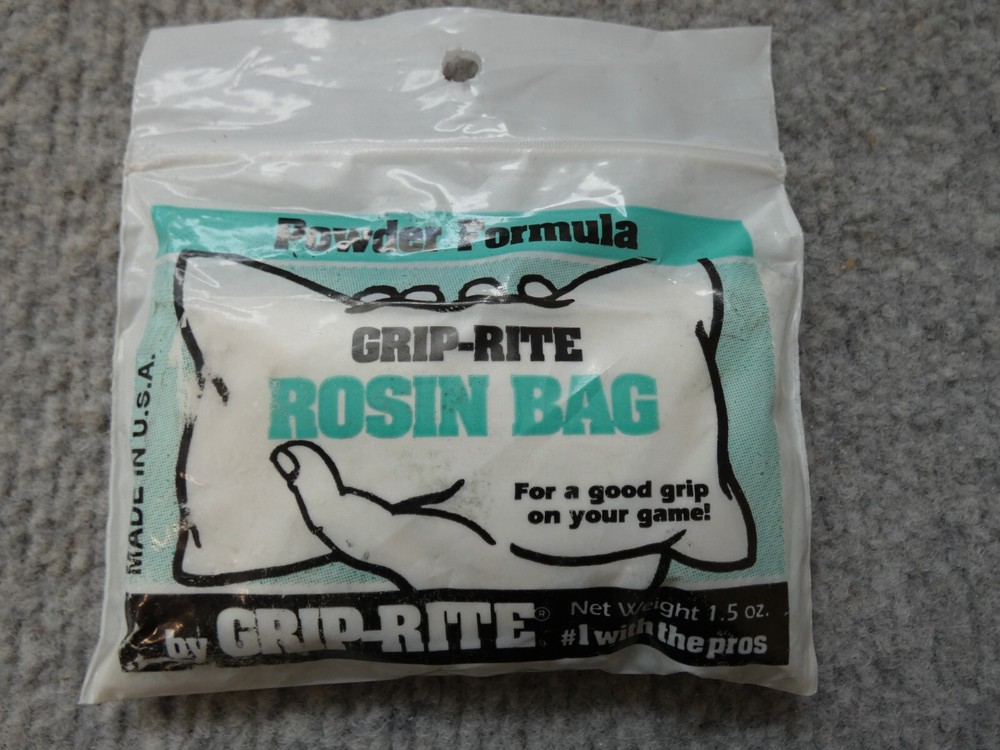 Powder Formula
GRIP-RITE
ROSIN BAG
For a good grip
on your game!
MADE IN U.S.A.
by GRIP-RITE®
Net Weight 1.5 oz.
#1 with the pros